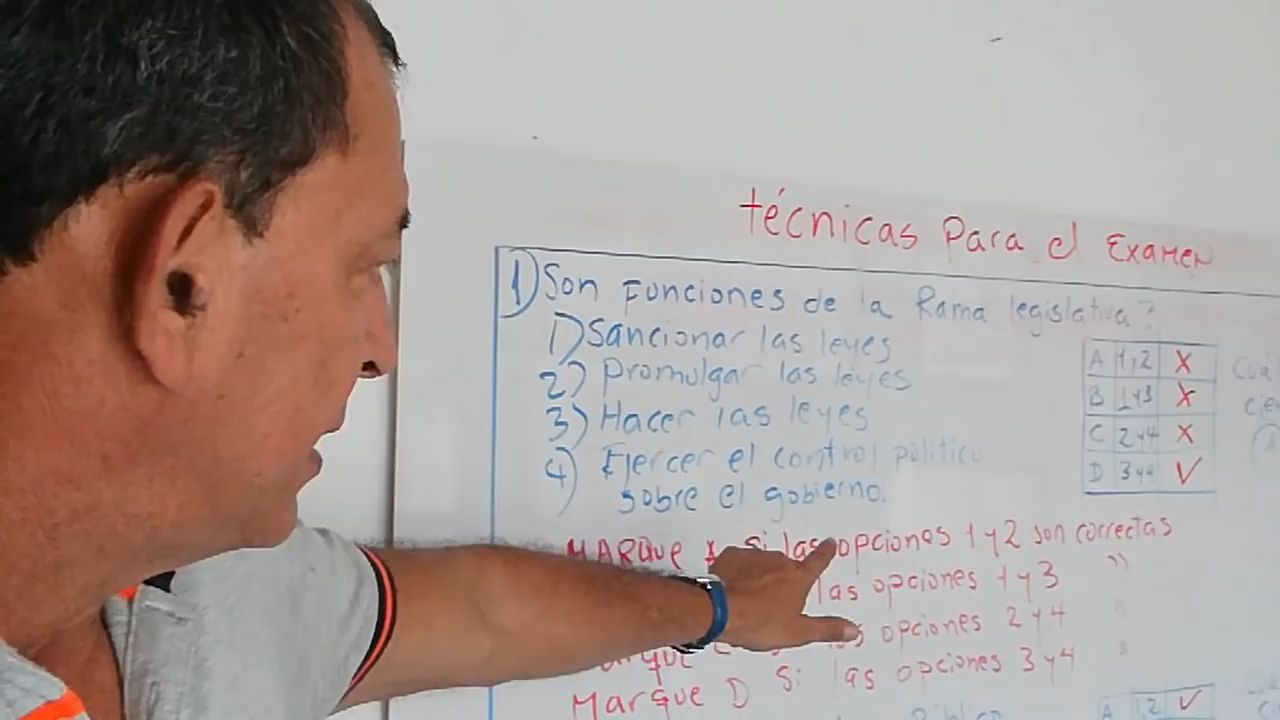 técnicas Para el Examen
1) Son Funciones de la Rama legislativa?
1) Sancionar las leyes
2) Promulgar las leyes
3) Hacer las leyes
4) Ejercer el control político
sobre el gobierno.
A 1y2 X
B 1y3 X
C 2y4 X
D 3y4 ✓
MARQue A si las opciones 1 y 2 son correctas
las opciones 1 y 3 "
opciones 2 y 4 "
Marque D Si las opciones 3 y 4 "
A 1,2 ✓